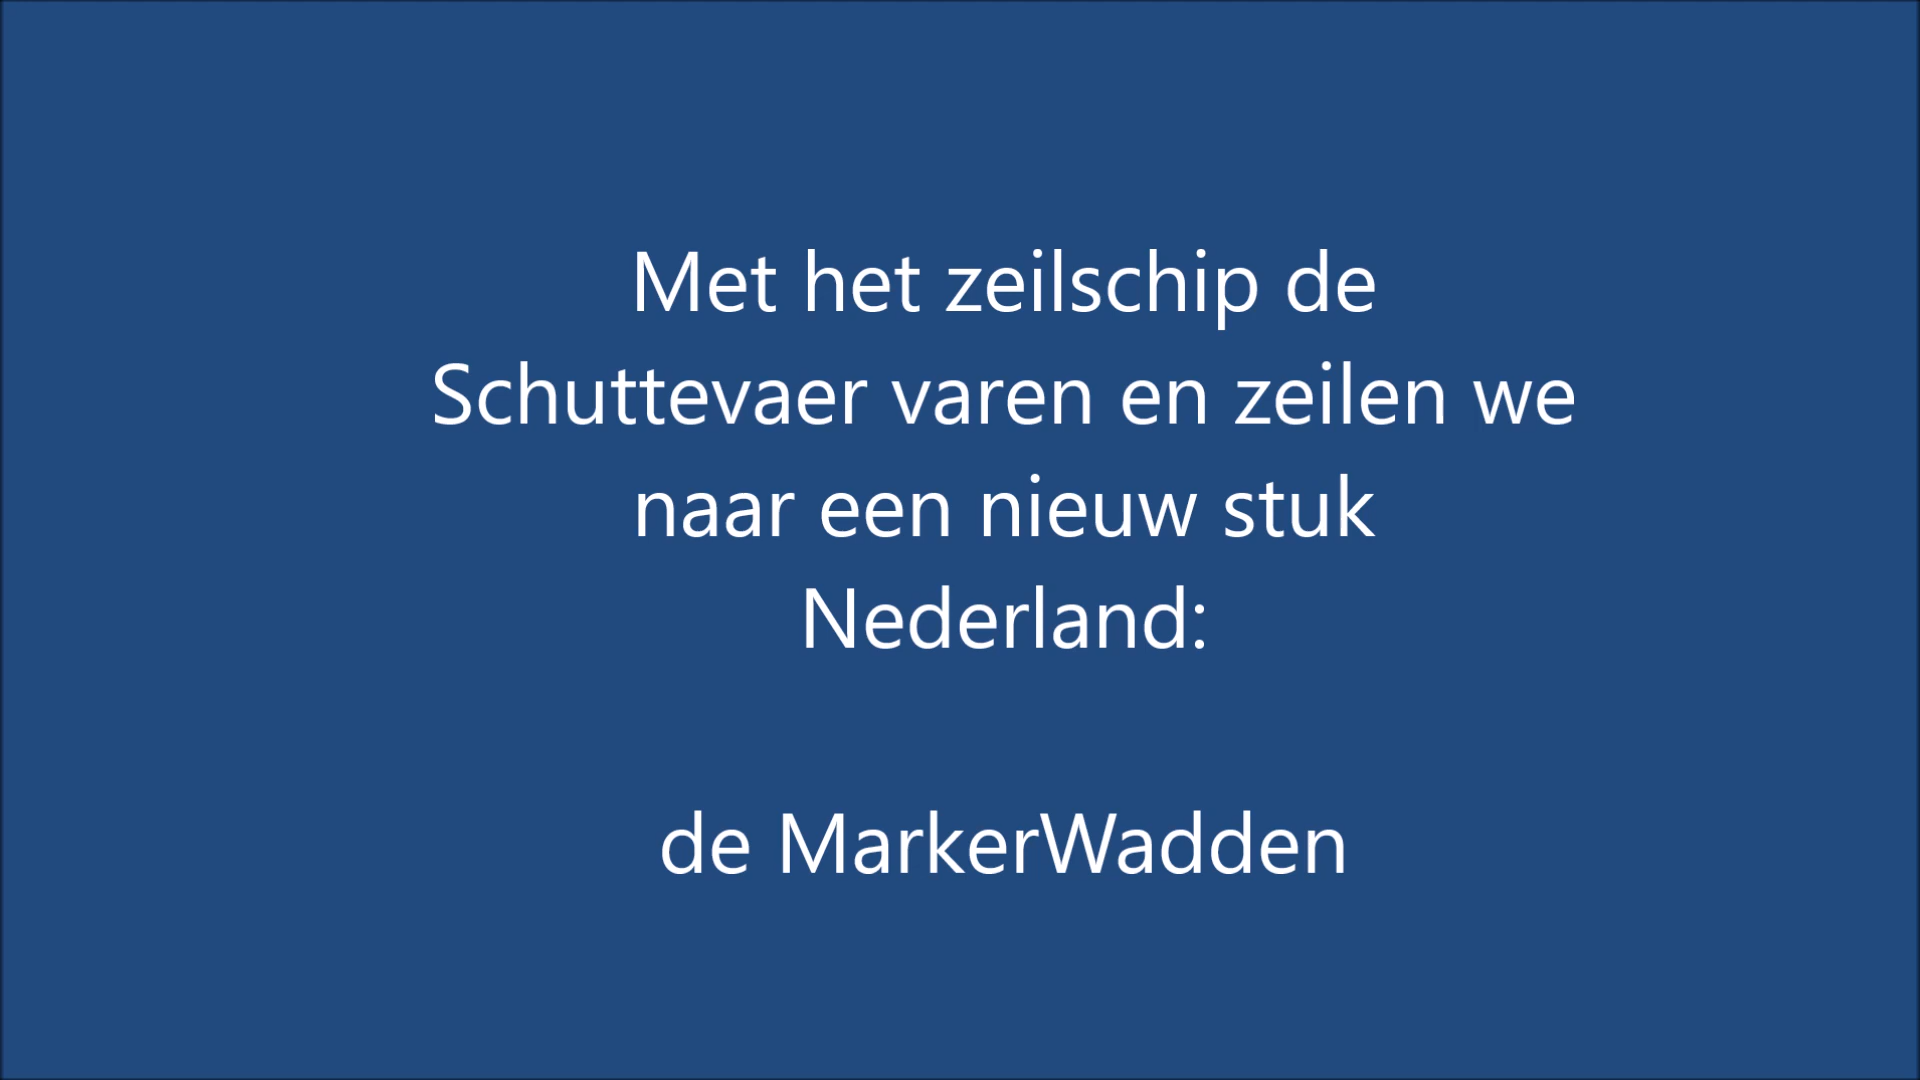 Met het zeilschip de
Schuttevaer varen en zeilen we
naar een nieuw stuk
Nederland:
de MarkerWadden